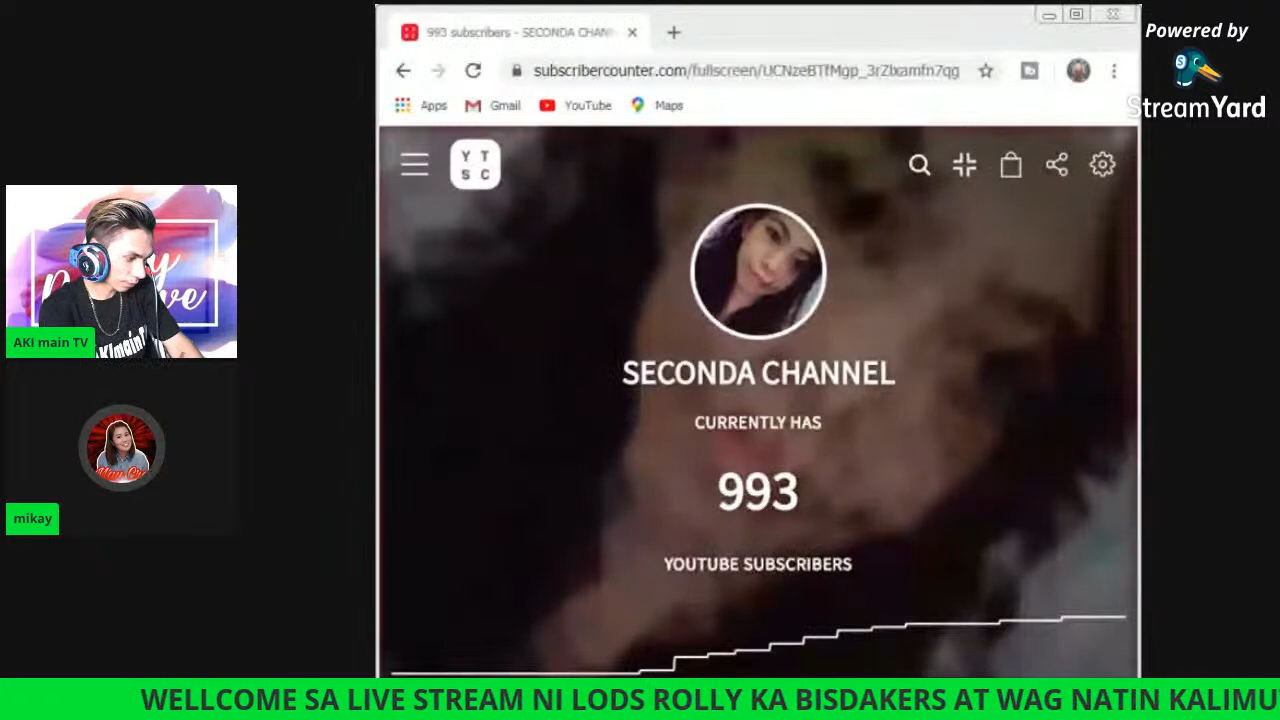 993 subscribers - SECONDA CHAN
subscribercounter.com/fullscreen/UCNzeBTfMgp_3rZlxamfn7qg
Apps Gmail YouTube Maps
Powered by
StreamYard
Y T
S C
SECONDA CHANNEL
CURRENTLY HAS
993
YOUTUBE SUBSCRIBERS
AKI main TV
mikay
WELLCOME SA LIVE STREAM NI LODS ROLLY KA BISDAKERS AT WAG NATIN KALIMU